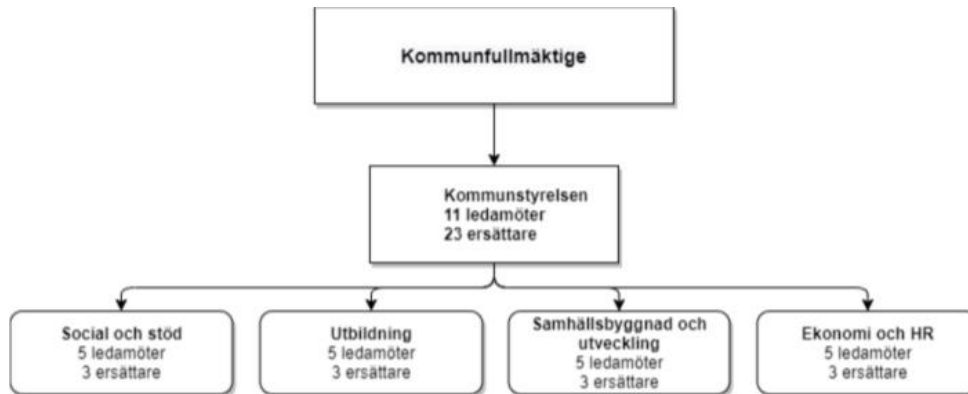 Kommunfullmäktige
Kommunstyrelsen
11 ledamöter
23 ersättare
Social och stöd
5 ledamöter
3 ersättare
Utbildning
5 ledamöter
3 ersättare
Samhällsbyggnad och
utveckling
5 ledamöter
3 ersättare
Ekonomi och HR
5 ledamöter
3 ersättare